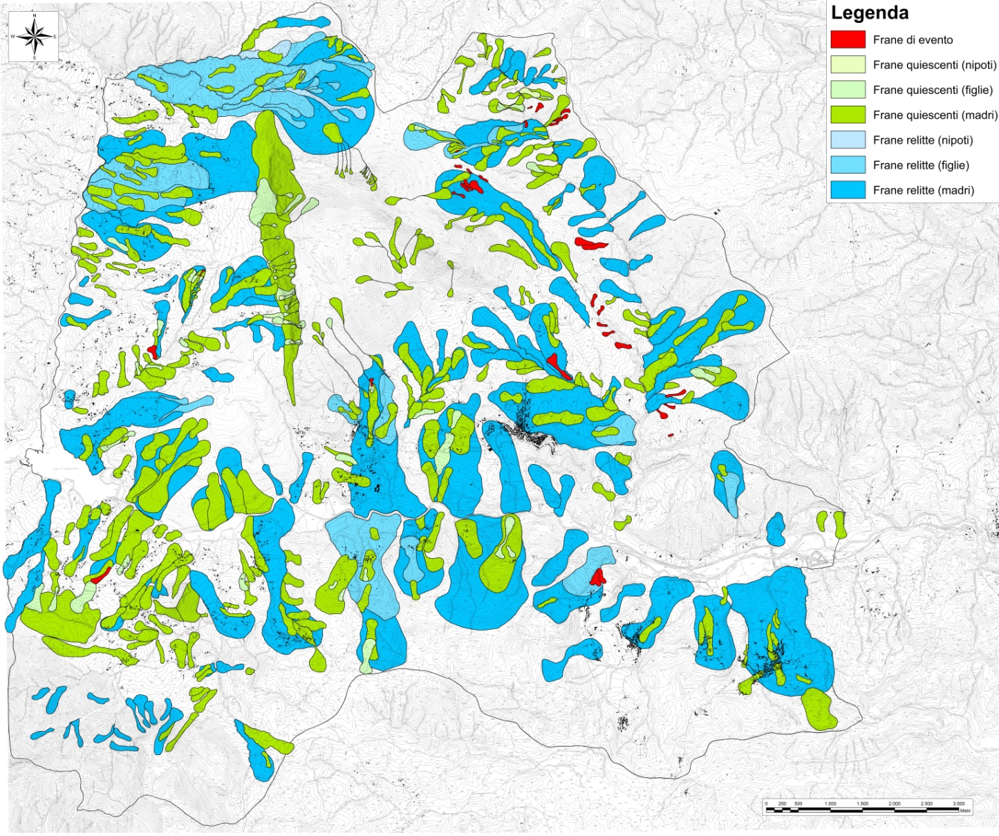 N
W E
S
Legenda
Frane di evento
Frane quiescenti (nipoti)
Frane quiescenti (figlie)
Frane quiescenti (madri)
Frane relitte (nipoti)
Frane relitte (figlie)
Frane relitte (madri)
0 250 500 1.000 1.500 2.000 2.500 3.000
Metri